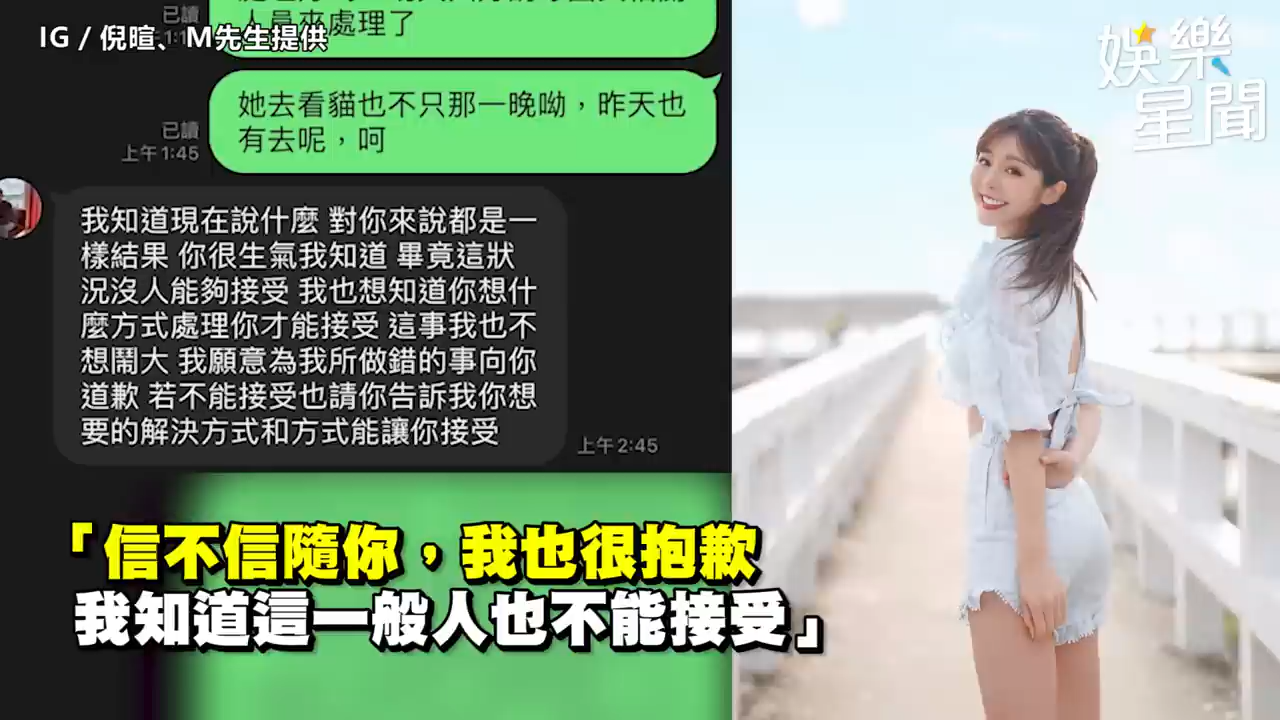 IG / 倪暄、M先生提供
已讀
人員來處理了
她去看貓也不只那一晚呦，昨天也
有去呢，呵
已讀
上午1:45
我知道現在說什麼 對你來說都是一
樣結果 你很生氣我知道 畢竟這狀
況沒人能夠接受 我也想知道你想什
麼方式處理你才能接受 這事我也不
想鬧大 我願意為我所做錯的事向你
道歉 若不能接受也請你告訴我你想
要的解決方式和方式能讓你接受
上午2:45
娛樂
星聞
「信不信隨你，我也很抱歉
我知道這一般人也不能接受」